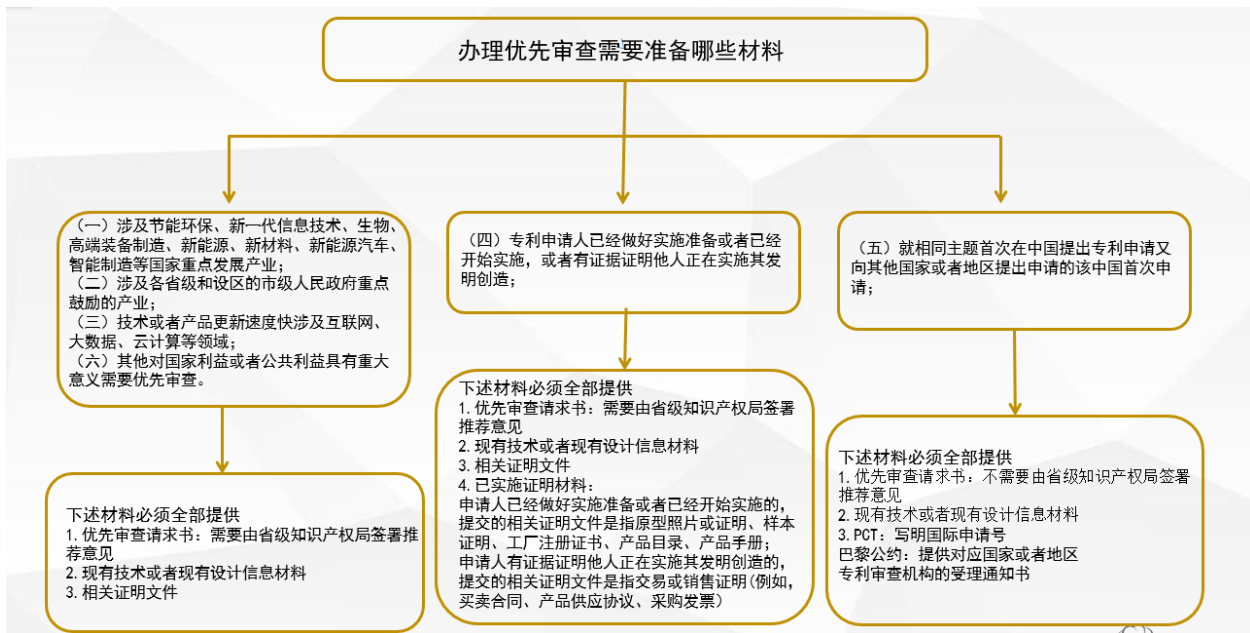 办理优先审查需要准备哪些材料
（一）涉及节能环保、新一代信息技术、生物、
高端装备制造、新能源、新材料、新能源汽车、
智能制造等国家重点发展产业；
（二）涉及各省级和设区的市级人民政府重点
鼓励的产业；
（三）技术或者产品更新速度快涉及互联网、
大数据、云计算等领域；
（六）其他对国家利益或者公共利益具有重大
意义需要优先审查。
下述材料必须全部提供
1.优先审查请求书：需要由省级知识产权局签署推
荐意见
2.现有技术或者现有设计信息材料
3.相关证明文件
（四）专利申请人已经做好实施准备或者已经
开始实施，或者有证据证明他人正在实施其发
明创造；
下述材料必须全部提供
1.优先审查请求书：需要由省级知识产权局签署
推荐意见
2.现有技术或者现有设计信息材料
3.相关证明文件
4.已实施证明材料：
申请人已经做好实施准备或者已经开始实施的，
提交的相关证明文件是指原型照片或证明、样本
证明、工厂注册证书、产品目录、产品手册；
申请人有证据证明他人正在实施其发明创造的，
提交的相关证明文件是指交易或销售证明(例如，
买卖合同、产品供应协议、采购发票）
（五）就相同主题首次在中国提出专利申请又
向其他国家或者地区提出申请的该中国首次申
请；
下述材料必须全部提供
1.优先审查请求书：不需要由省级知识产权局签署
推荐意见
2.现有技术或者现有设计信息材料
3.PCT：写明国际申请号
巴黎公约：提供对应国家或者地区
专利审查机构的受理通知书